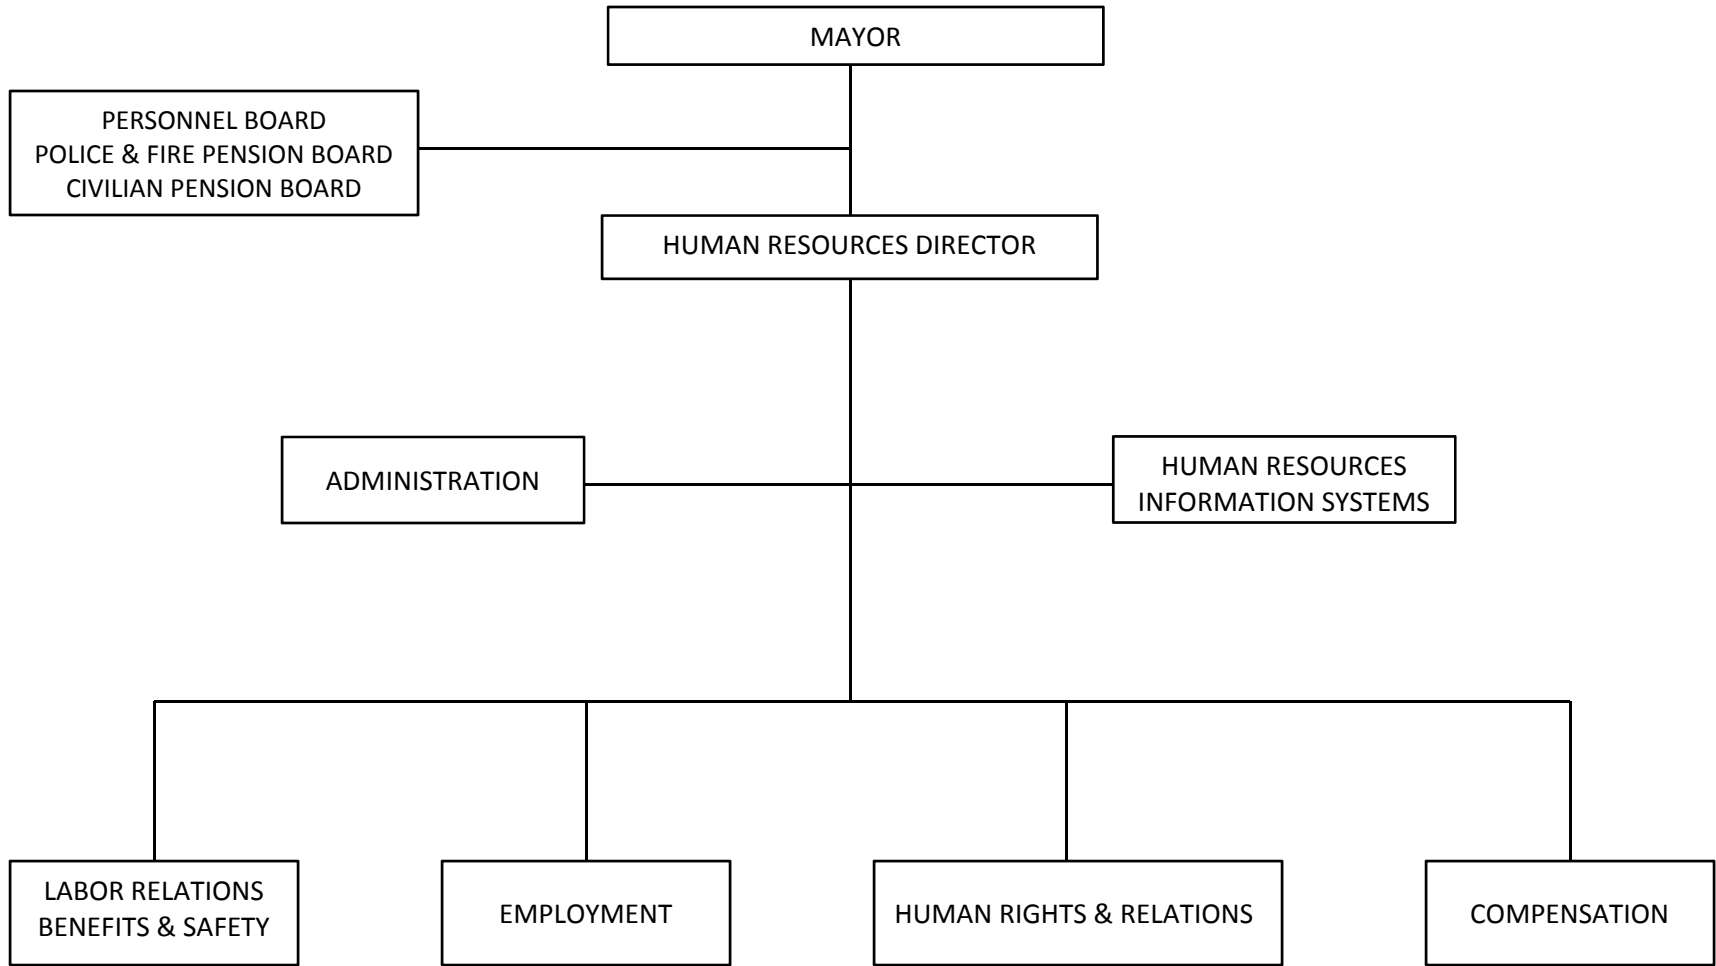 MAYOR
PERSONNEL BOARD
POLICE & FIRE PENSION BOARD
CIVILIAN PENSION BOARD
HUMAN RESOURCES DIRECTOR
ADMINISTRATION
HUMAN RESOURCES
INFORMATION SYSTEMS
LABOR RELATIONS
BENEFITS & SAFETY
EMPLOYMENT
HUMAN RIGHTS & RELATIONS
COMPENSATION